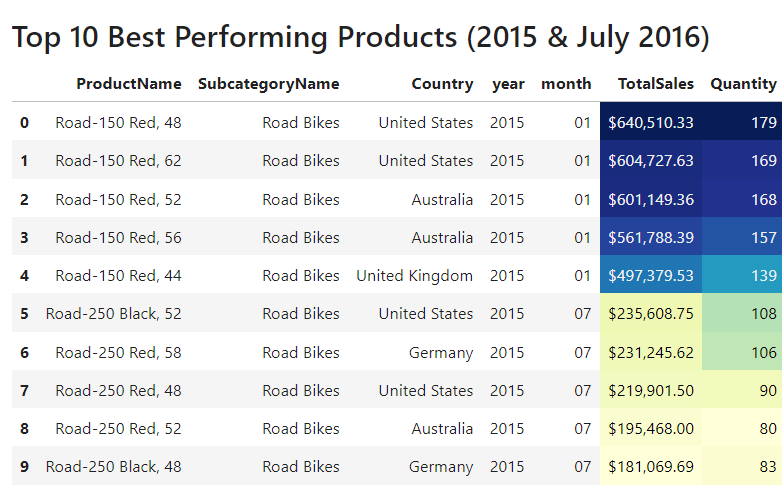 Top 10 Best Performing Products (2015 & July 2016)
ProductName SubcategoryName Country year month TotalSales Quantity
0 Road-150 Red, 48 Road Bikes United States 2015 01 $640,510.33 179
1 Road-150 Red, 62 Road Bikes United States 2015 01 $604,727.63 169
2 Road-150 Red, 52 Road Bikes Australia 2015 01 $601,149.36 168
3 Road-150 Red, 56 Road Bikes Australia 2015 01 $561,788.39 157
4 Road-150 Red, 44 Road Bikes United Kingdom 2015 01 $497,379.53 139
5 Road-250 Black, 52 Road Bikes United States 2015 07 $235,608.75 108
6 Road-250 Red, 58 Road Bikes Germany 2015 07 $231,245.62 106
7 Road-250 Red, 48 Road Bikes United States 2015 07 $219,901.50 90
8 Road-250 Red, 52 Road Bikes Australia 2015 07 $195,468.00 80
9 Road-250 Black, 48 Road Bikes Germany 2015 07 $181,069.69 83